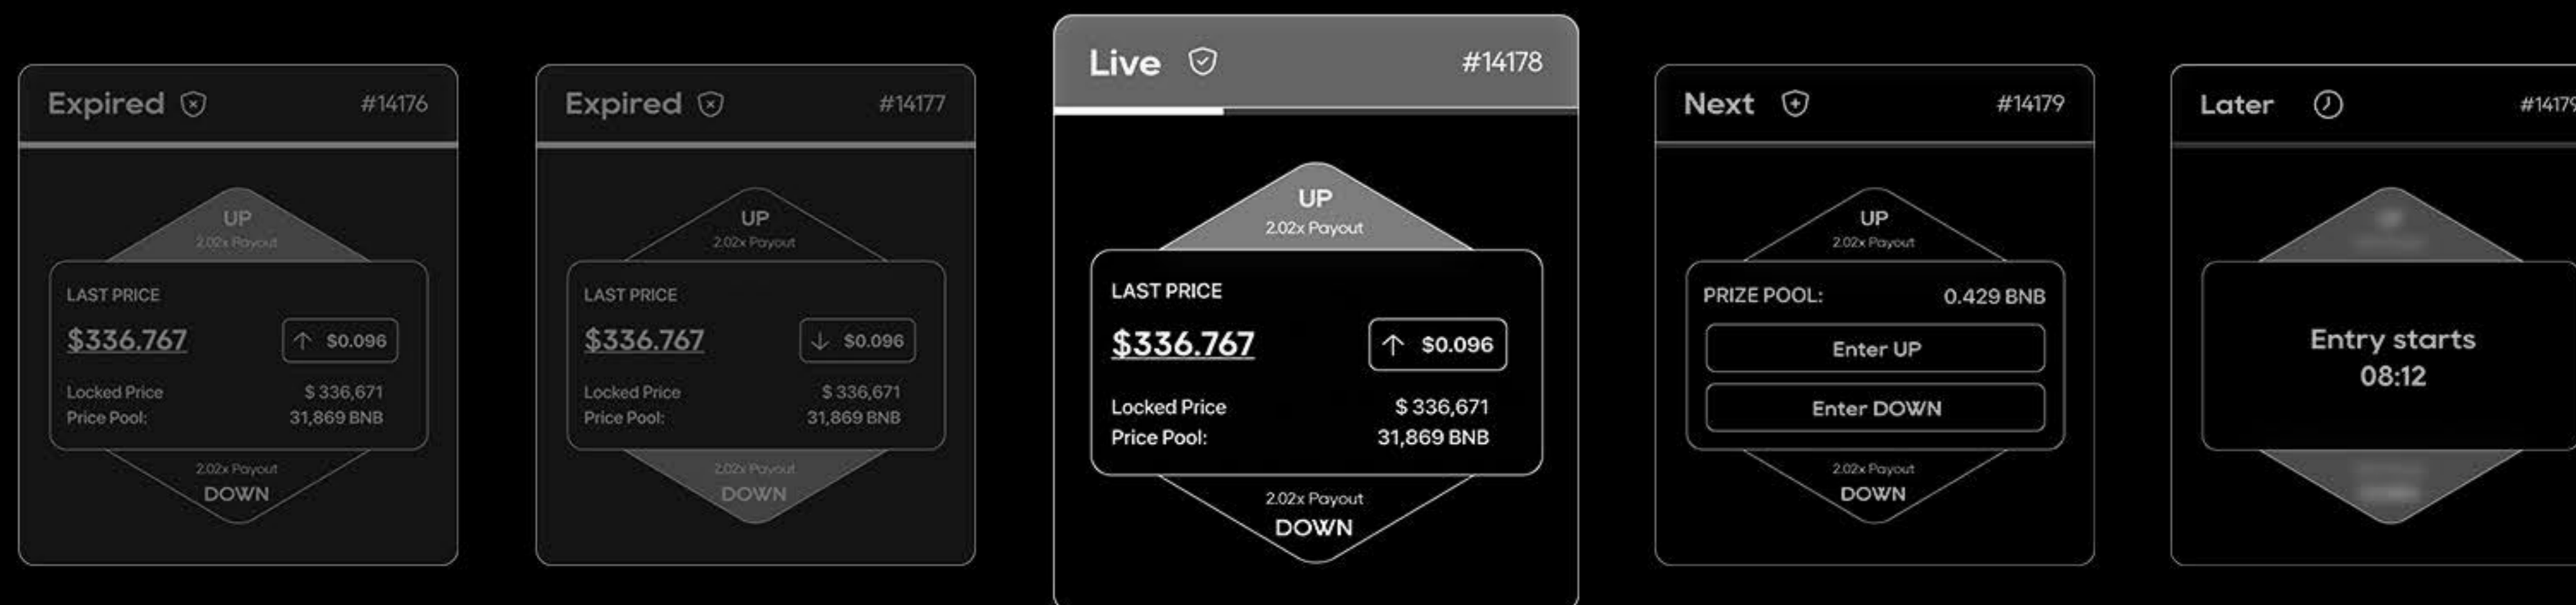 Expired #14176
UP
2.02x Payout
LAST PRICE
$336.767 $0.096
Locked Price $ 336,671
Price Pool: 31,869 BNB
2.02x Payout
DOWN
Expired #14177
UP
2.02x Payout
LAST PRICE
$336.767 $0.096
Locked Price $ 336,671
Price Pool: 31,869 BNB
2.02x Payout
DOWN
Live #14178
UP
2.02x Payout
LAST PRICE
$336.767 $0.096
Locked Price $ 336,671
Price Pool: 31,869 BNB
2.02x Payout
DOWN
Next #14179
UP
2.02x Payout
PRIZE POOL: 0.429 BNB
Enter UP
Enter DOWN
2.02x Payout
DOWN
Later #14179
Entry starts
08:12